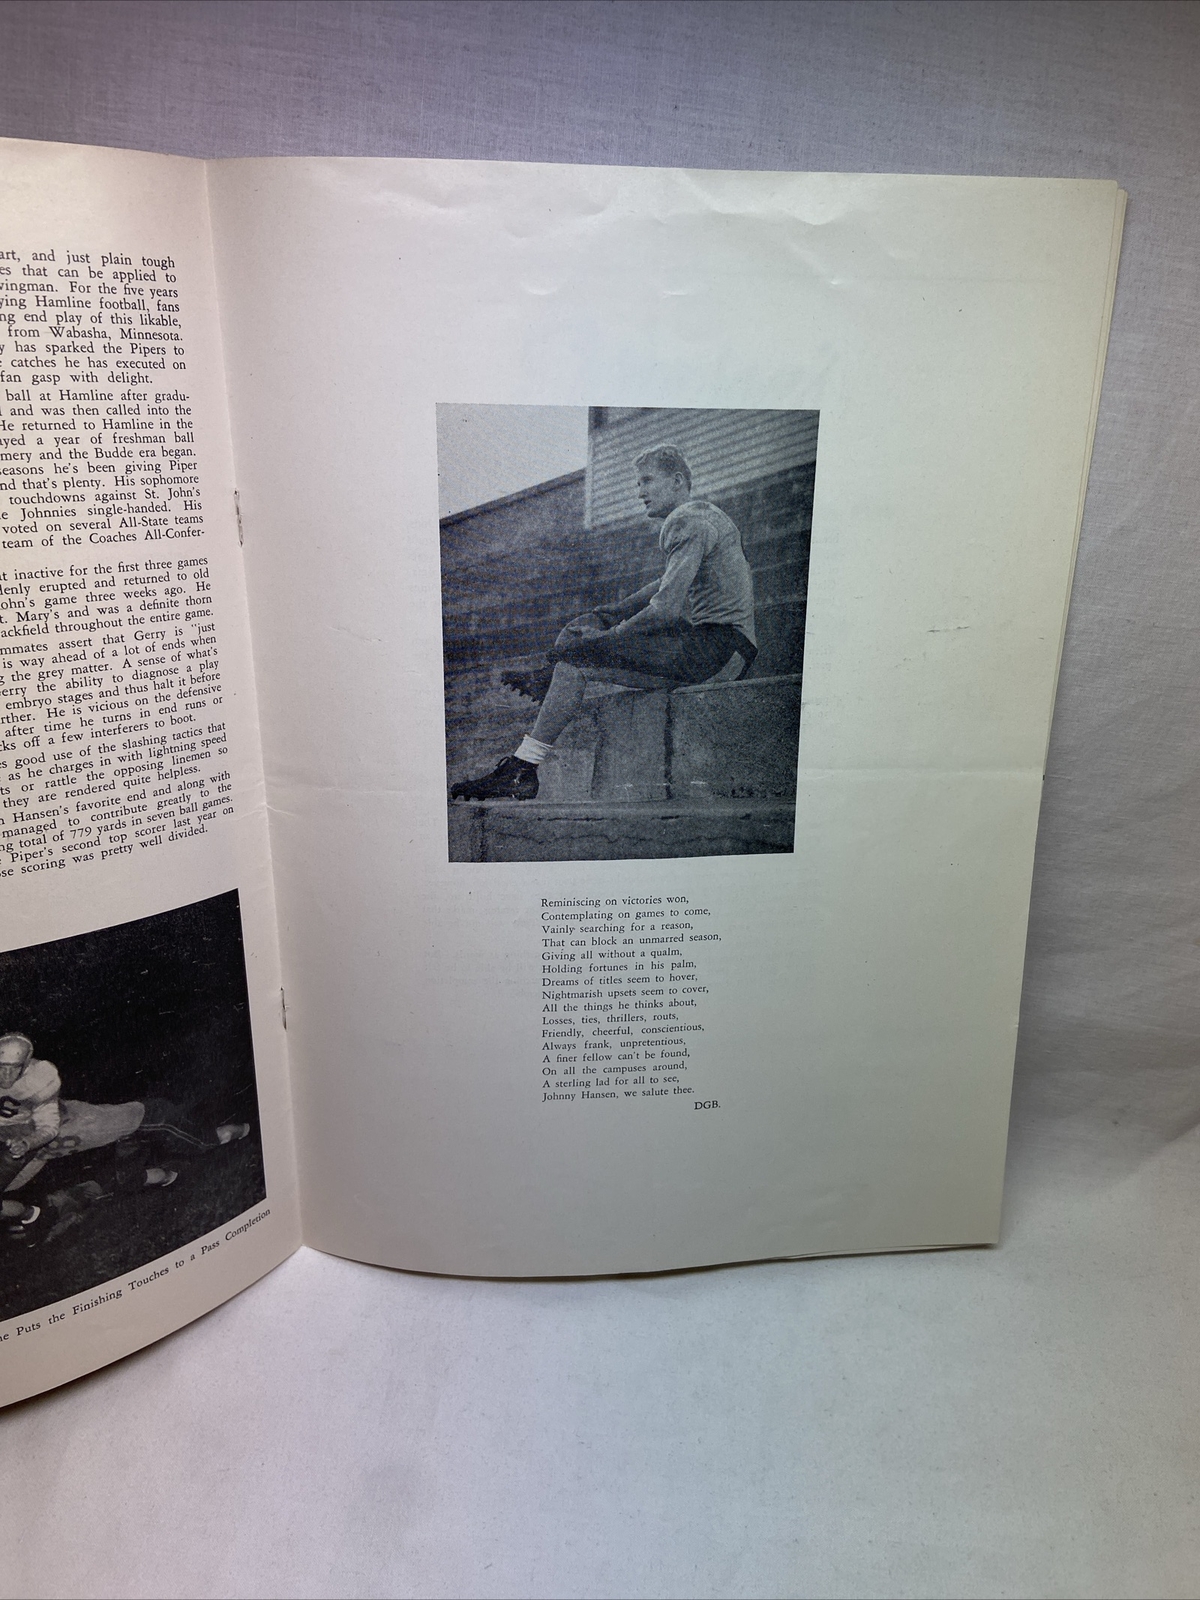 art, and just plain tough
es that can be applied to
wingman. For the five years
ying Hamline football, fans
ng end play of this likable,
from Wabasha, Minnesota.
y has sparked the Pipers to
catches he has executed on
fan gasp with delight.
ball at Hamline after gradu-
and was then called into the
He returned to Hamline in the
ayed a year of freshman ball
mery and the Budde era began.
seasons he's been giving Piper
nd that's plenty. His sophomore
touchdowns against St. John's
e Johnnies single-handed. His
voted on several All-State teams
team of the Coaches All-Confer-
t inactive for the first three games
denly erupted and returned to old
ohn's game three weeks ago. He
t. Mary's and was a definite thorn
ackfield throughout the entire game.
mmates assert that Gerry is "just
is way ahead of a lot of ends when
g the grey matter. A sense of what's
erry the ability to diagnose a play
embryo stages and thus halt it before
rther. He is vicious on the defensive
after time he turns in end runs or
cks off a few interferers to boot.
es good use of the slashing tactics that
as he charges in with lightning speed
ts or rattle the opposing linemen so
they are rendered quite helpless.
n Hansen's favorite end and along with
managed to contribute greatly to the
ng total of 779 yards in seven ball games.
Piper's second top scorer last year on
ose scoring was pretty well divided.
ne Puts the Finishing Touches to a Pass Completion
Reminiscing on victories won,
Contemplating on games to come,
Vainly searching for a reason,
That can block an unmarred season,
Giving all without a qualm,
Holding fortunes in his palm,
Dreams of titles seem to hover,
Nightmarish upsets seem to cover,
All the things he thinks about,
Losses, ties, thrillers, routs,
Friendly, cheerful, conscientious,
Always frank, unpretentious,
A finer fellow can't be found,
On all the campuses around,
A sterling lad for all to see,
Johnny Hansen, we salute thee.
DGB.